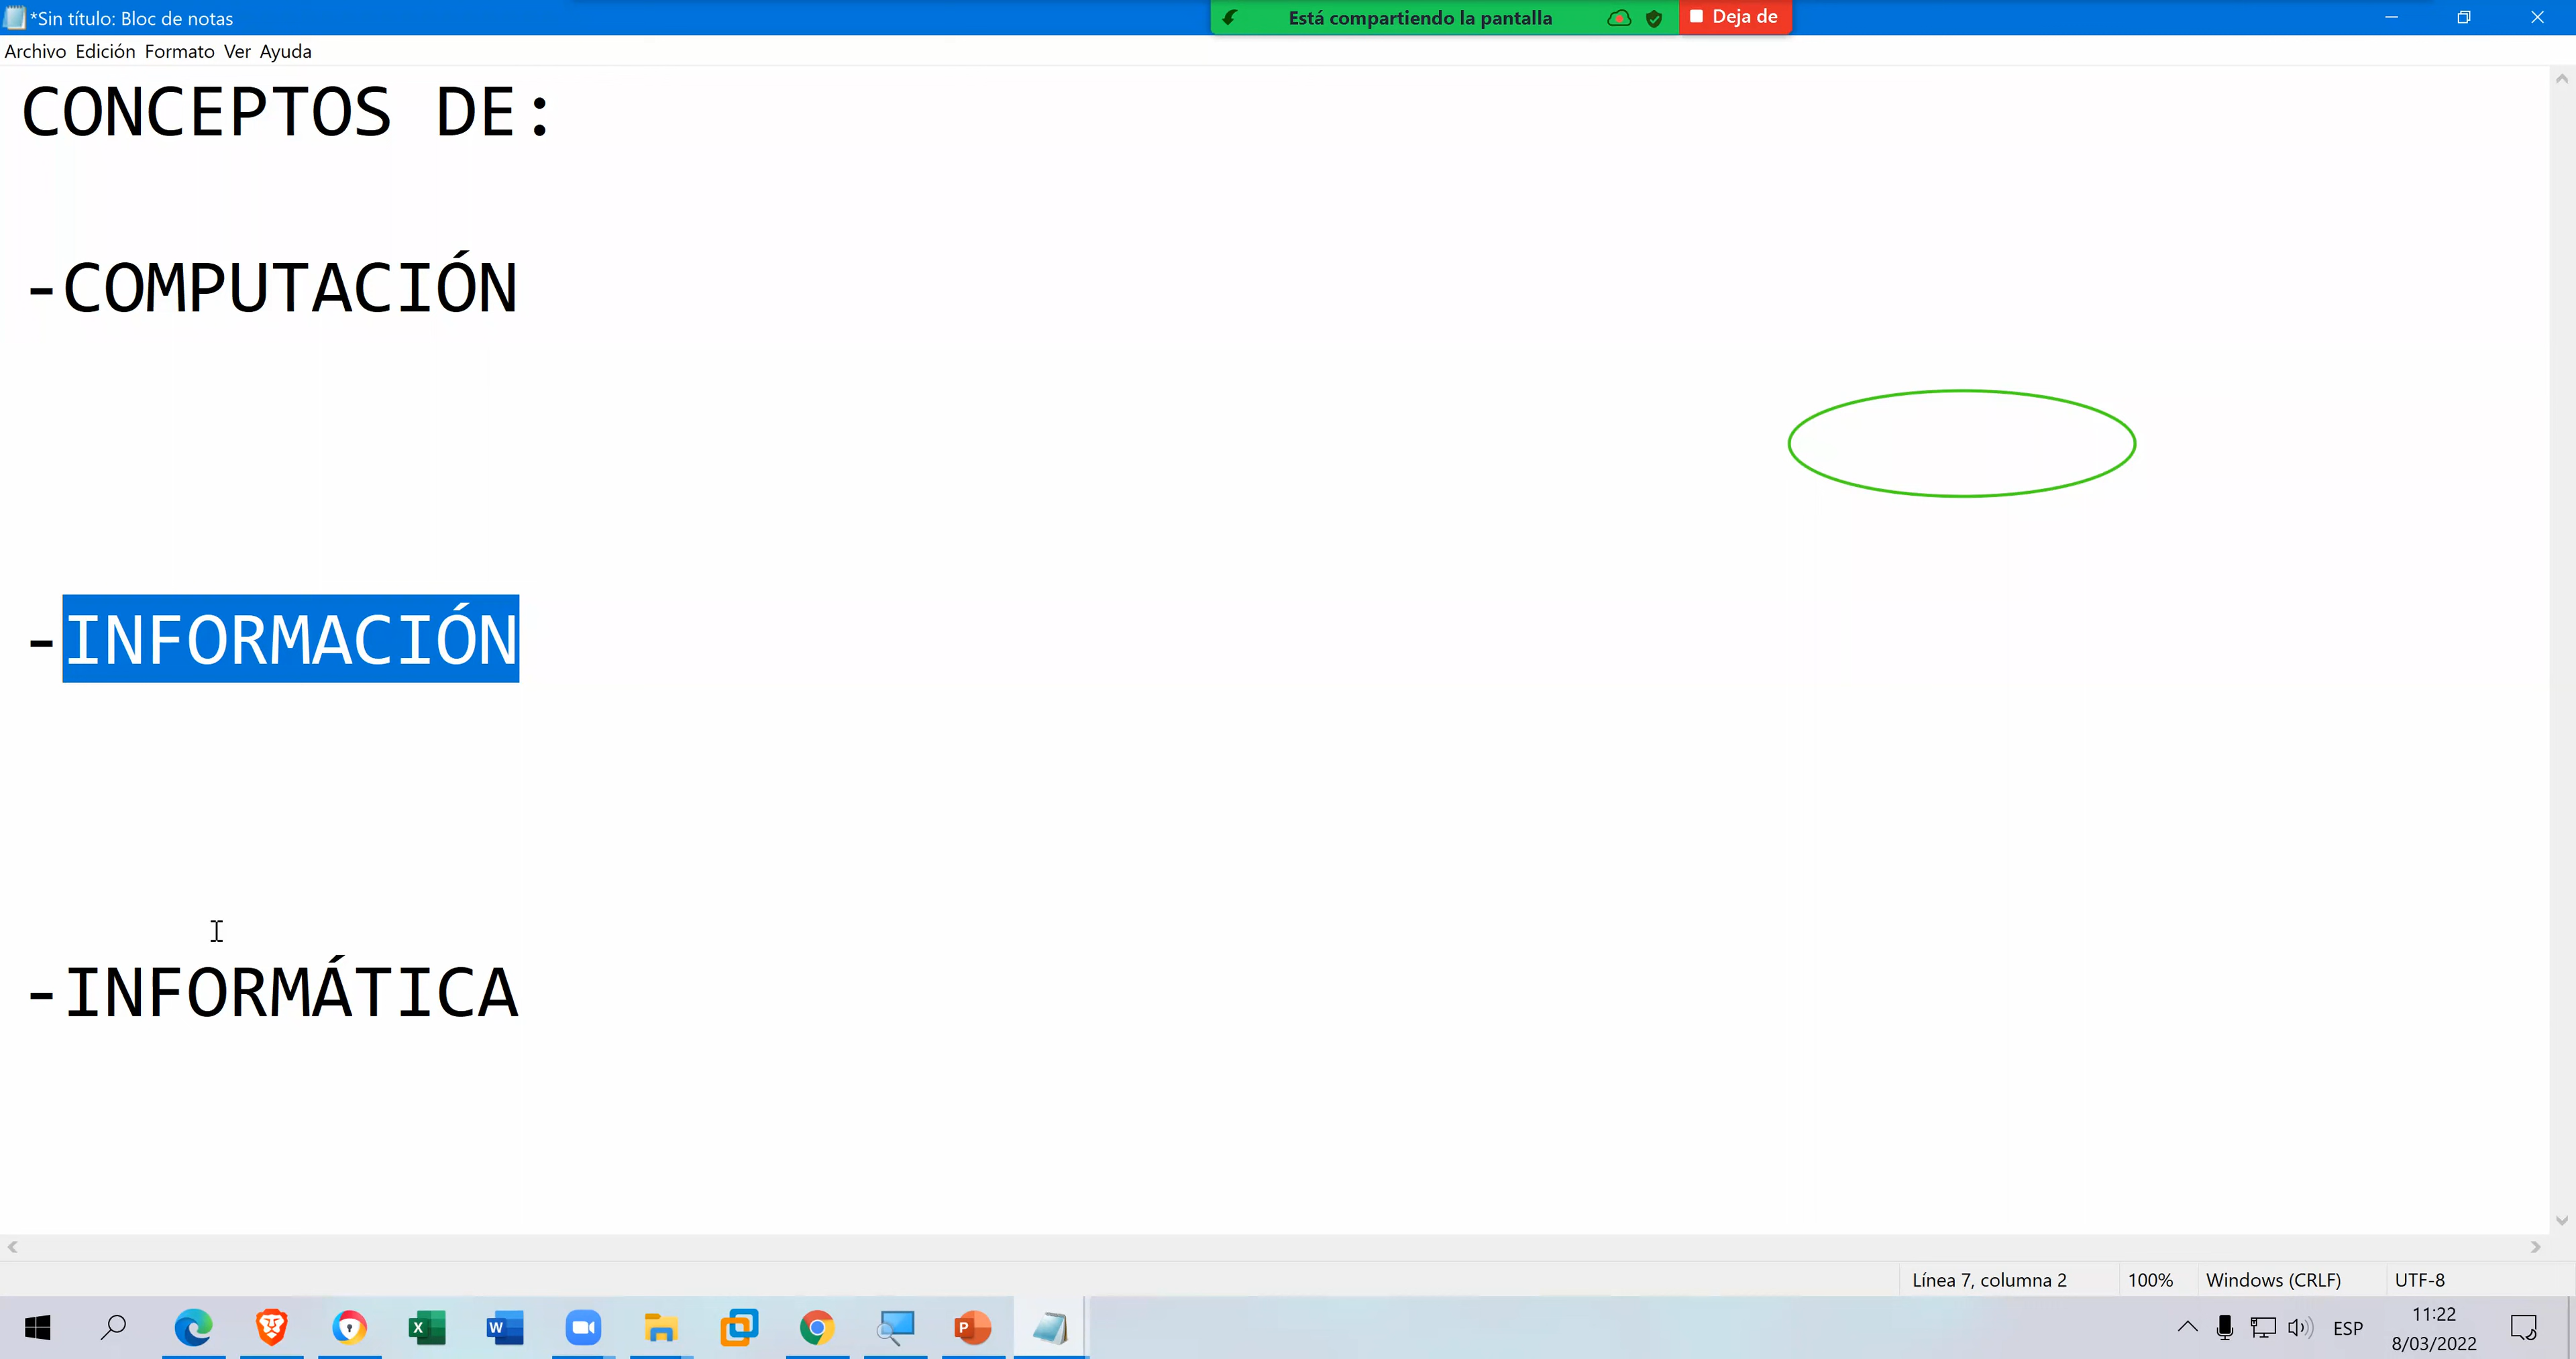 *Sin título: Bloc de notas
Está compartiendo la pantalla
Deja de
Archivo Edición Formato Ver Ayuda
CONCEPTOS DE:
-COMPUTACIÓN
-INFORMACIÓN
-INFORMÁTICA
Línea 7, columna 2 100% Windows (CRLF) UTF-8
ESP
11:22
8/03/2022